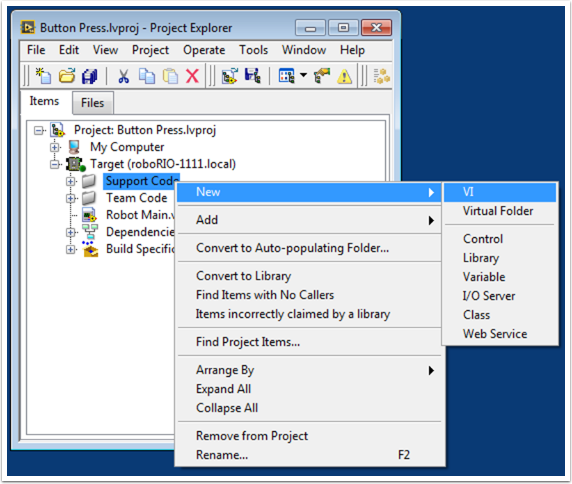 Button Press.lvproj - Project Explorer
File Edit View Project Operate Tools Window Help
Items Files
Project: Button Press.lvproj
My Computer
Target (roboRIO-1111.local)
Support Code
Team Code
Robot Main.v
Dependencie
Build Specific
New
Add
Convert to Auto-populating Folder...
Convert to Library
Find Items with No Callers
Items incorrectly claimed by a library
Find Project Items...
Arrange By
Expand All
Collapse All
Remove from Project
Rename... F2
VI
Virtual Folder
Control
Library
Variable
I/O Server
Class
Web Service